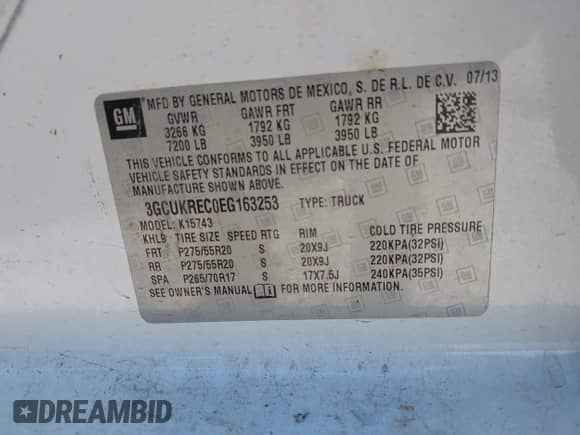 GM
MFD BY GENERAL MOTORS DE MEXICO, S. DE R.L. DE C.V. 07/13
GVWR GAWR FRT GAWR RR
3266 KG 1792 KG 1792 KG
7200 LB 3950 LB 3950 LB
THIS VEHICLE CONFORMS TO ALL APPLICABLE U.S. FEDERAL MOTOR
VEHICLE SAFETY STANDARDS IN EFFECT ON THE DATE OF
MANUFACTURE SHOWN ABOVE.
3GCUKREC0EG163253 TYPE: TRUCK
MODEL: K15743
KHL9 TIRE SIZE SPEED RTG RIM COLD TIRE PRESSURE
FRT P275/55R20 S 20X9J 220KPA(32PSI)
RR P275/55R20 S 20X9J 220KPA(32PSI)
SPA P265/70R17 S 17X7.5J 240KPA(35PSI)
SEE OWNER'S MANUAL FOR MORE INFORMATION.
DREAMBID